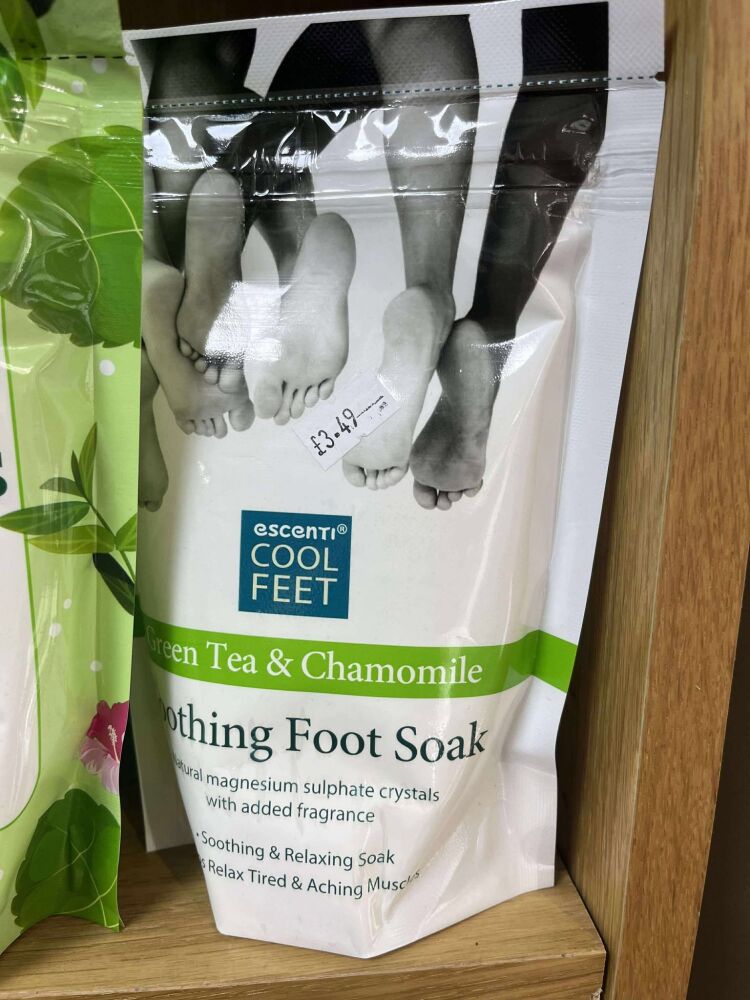 £3.49
escenti®
COOL
FEET
Green Tea & Chamomile
othing Foot Soak
atural magnesium sulphate crystals
with added fragrance
• Soothing & Relaxing Soak
s Relax Tired & Aching Muscles